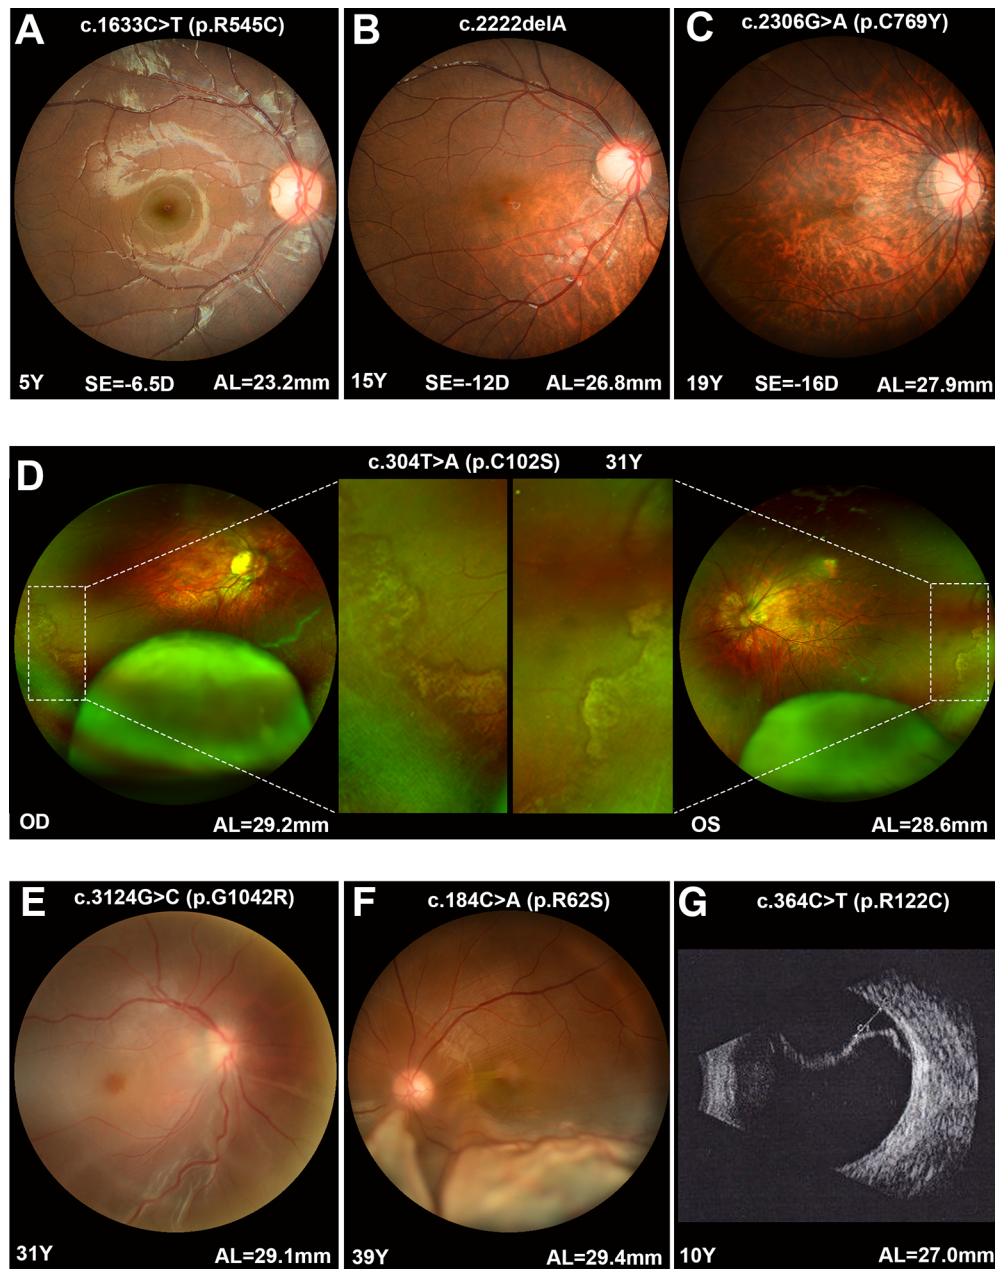 A
c.1633C>T (p.R545C)
5Y SE=-6.5D AL=23.2mm
B
c.2222delA
15Y SE=-12D AL=26.8mm
C
c.2306G>A (p.C769Y)
19Y SE=-16D AL=27.9mm
D
c.304T>A (p.C102S) 31Y
OD AL=29.2mm
OS AL=28.6mm
E
c.3124G>C (p.G1042R)
31Y AL=29.1mm
F
c.184C>A (p.R62S)
39Y AL=29.4mm
G
c.364C>T (p.R122C)
10Y AL=27.0mm